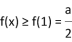 f(x) ≥ f(1) = a/2